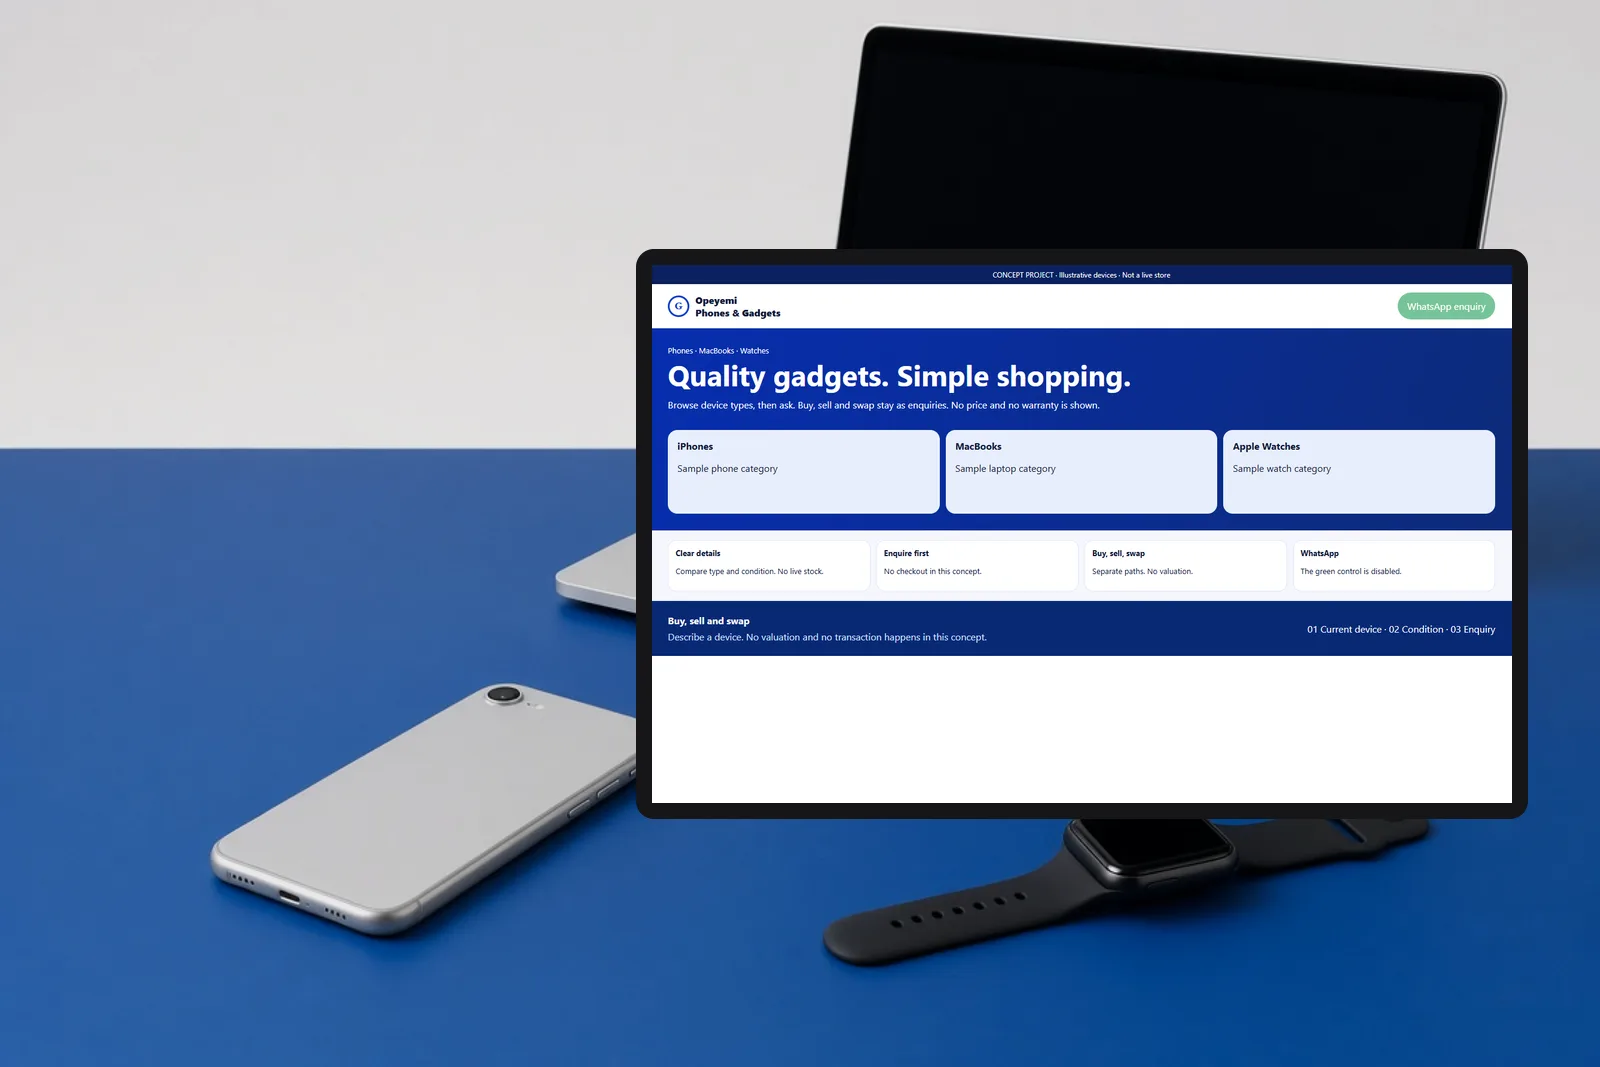 CONCEPT PROJECT · Illustrative devices · Not a live store
G
Opeyemi
Phones & Gadgets
WhatsApp enquiry
Phones · MacBooks · Watches
Quality gadgets. Simple shopping.
Browse device types, then ask. Buy, sell and swap stay as enquiries. No price and no warranty is shown.
iPhones
Sample phone category
MacBooks
Sample laptop category
Apple Watches
Sample watch category
Clear details
Compare type and condition. No live stock.
Enquire first
No checkout in this concept.
Buy, sell, swap
Separate paths. No valuation.
WhatsApp
The green control is disabled.
Buy, sell and swap
Describe a device. No valuation and no transaction happens in this concept.
01 Current device · 02 Condition · 03 Enquiry